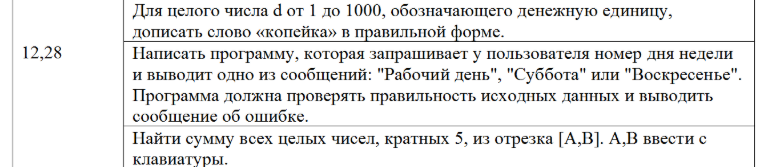 Для целого числа d от 1 до 1000, обозначающего денежную единицу,
дописать слово «копейка» в правильной форме.
12,28
Написать программу, которая запрашивает у пользователя номер дня недели
и выводит одно из сообщений: "Рабочий день", "Суббота" или "Воскресенье".
Программа должна проверять правильность исходных данных и выводить
сообщение об ошибке.
Найти сумму всех целых чисел, кратных 5, из отрезка [А,В]. А,В ввести с
клавиатуры.